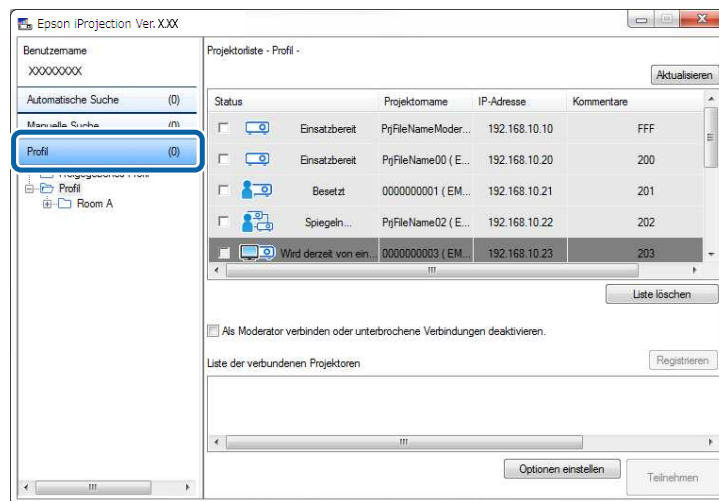 Epson iProjection Ver. X.XX
Benutzername
XXXXXXXX
Automatische Suche (0)
Manuelle Suche (0)
Profil (0)
Profil
Room A
Projektorliste - Profil -
Aktualisieren
Status Projektorname IP-Adresse Kommentare
Einsatzbereit PrjFileNameModer... 192.168.10.10 FFF
Einsatzbereit PrjFileName00 ( E... 192.168.10.20 200
Besetzt 0000000001 ( EM... 192.168.10.21 201
Spiegeln... PrjFileName02 ( E... 192.168.10.22 202
Wird derzeit von ein... 0000000003 ( EM... 192.168.10.23 203
Liste löschen
Als Moderator verbinden oder unterbrochene Verbindungen deaktivieren.
Liste der verbundenen Projektoren
Registrieren
Optionen einstellen
Teilnehmen